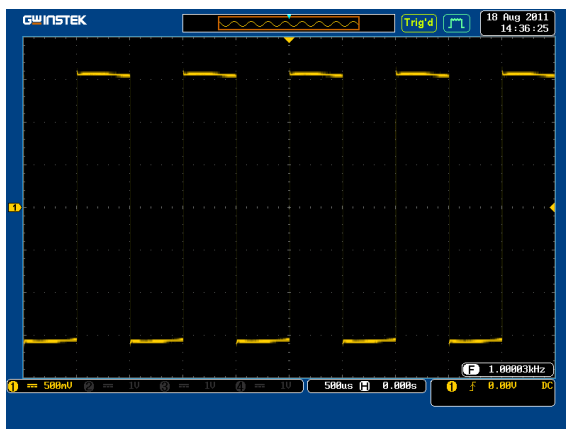 GWINSTEK
Trig'd
18 Aug 2011
14:36:25
1
F 1.00003kHz
1 500mV 2 1V 3 1V 4 1V
500us H 0.000s
1 0.00V DC